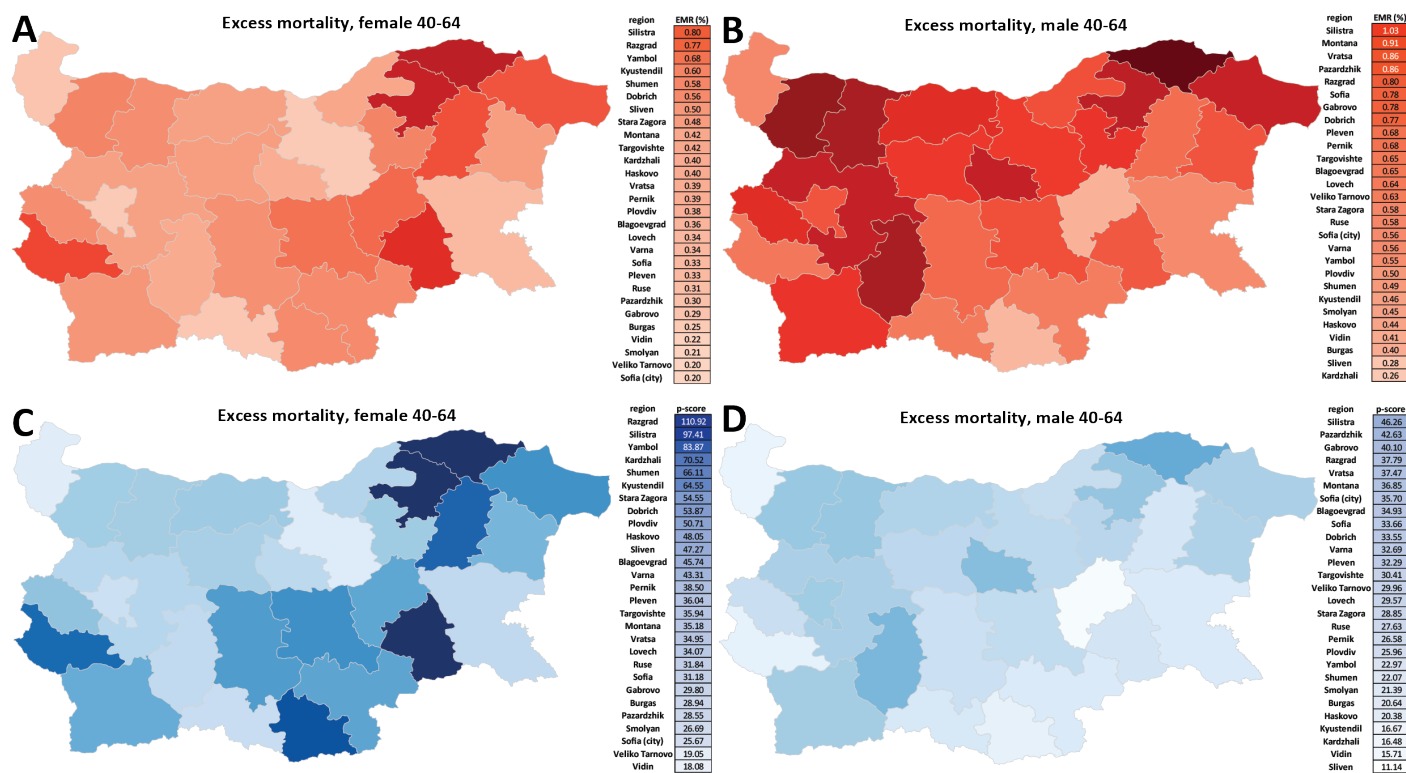 A
Excess mortality, female 40-64
region EMR (%)
Silistra 0.80
Razgrad 0.77
Yambol 0.68
Kyustendil 0.60
Shumen 0.58
Dobrich 0.56
Sliven 0.50
Stara Zagora 0.48
Montana 0.42
Targovishte 0.42
Kardzhali 0.40
Haskovo 0.40
Vratsa 0.39
Pernik 0.39
Plovdiv 0.38
Blagoevgrad 0.36
Lovech 0.34
Varna 0.34
Sofia 0.33
Pleven 0.33
Ruse 0.31
Pazardzhik 0.30
Gabrovo 0.29
Burgas 0.25
Vidin 0.22
Smolyan 0.21
Veliko Tarnovo 0.20
Sofia (city) 0.20
B
Excess mortality, male 40-64
region EMR (%)
Silistra 1.03
Montana 0.91
Vratsa 0.86
Pazardzhik 0.86
Razgrad 0.80
Sofia 0.78
Gabrovo 0.78
Dobrich 0.77
Pleven 0.68
Pernik 0.68
Targovishte 0.65
Blagoevgrad 0.65
Lovech 0.64
Veliko Tarnovo 0.63
Stara Zagora 0.58
Ruse 0.58
Sofia (city) 0.56
Varna 0.56
Yambol 0.55
Plovdiv 0.50
Shumen 0.49
Kyustendil 0.46
Smolyan 0.45
Haskovo 0.44
Vidin 0.41
Burgas 0.40
Sliven 0.28
Kardzhali 0.26
C
Excess mortality, female 40-64
region p-score
Razgrad 110.92
Silistra 97.41
Yambol 83.87
Kardzhali 70.52
Shumen 66.11
Kyustendil 64.55
Stara Zagora 54.55
Dobrich 53.87
Plovdiv 50.71
Haskovo 48.05
Sliven 47.27
Blagoevgrad 45.74
Varna 43.31
Pernik 38.50
Pleven 36.04
Targovishte 35.94
Montana 35.18
Vratsa 34.95
Lovech 34.07
Ruse 31.84
Sofia 31.18
Gabrovo 29.80
Burgas 28.94
Pazardzhik 28.55
Smolyan 26.69
Sofia (city) 25.67
Veliko Tarnovo 19.05
Vidin 18.08
D
Excess mortality, male 40-64
region p-score
Silistra 46.26
Pazardzhik 42.63
Gabrovo 40.10
Razgrad 37.79
Vratsa 37.47
Montana 36.85
Sofia (city) 35.70
Blagoevgrad 34.93
Sofia 33.66
Dobrich 33.55
Varna 32.69
Pleven 32.29
Targovishte 30.41
Veliko Tarnovo 29.96
Lovech 29.57
Stara Zagora 28.85
Ruse 27.63
Pernik 26.58
Plovdiv 25.96
Yambol 22.97
Shumen 22.07
Smolyan 21.39
Burgas 20.64
Haskovo 20.38
Kyustendil 16.67
Kardzhali 16.48
Vidin 15.71
Sliven 11.14